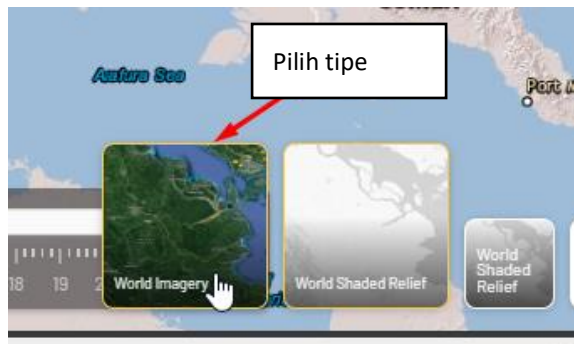 Pilih tipe
Arafura Sea
Port
World Imagery
World Shaded Relief
World
Shaded
Relief
18 19 2